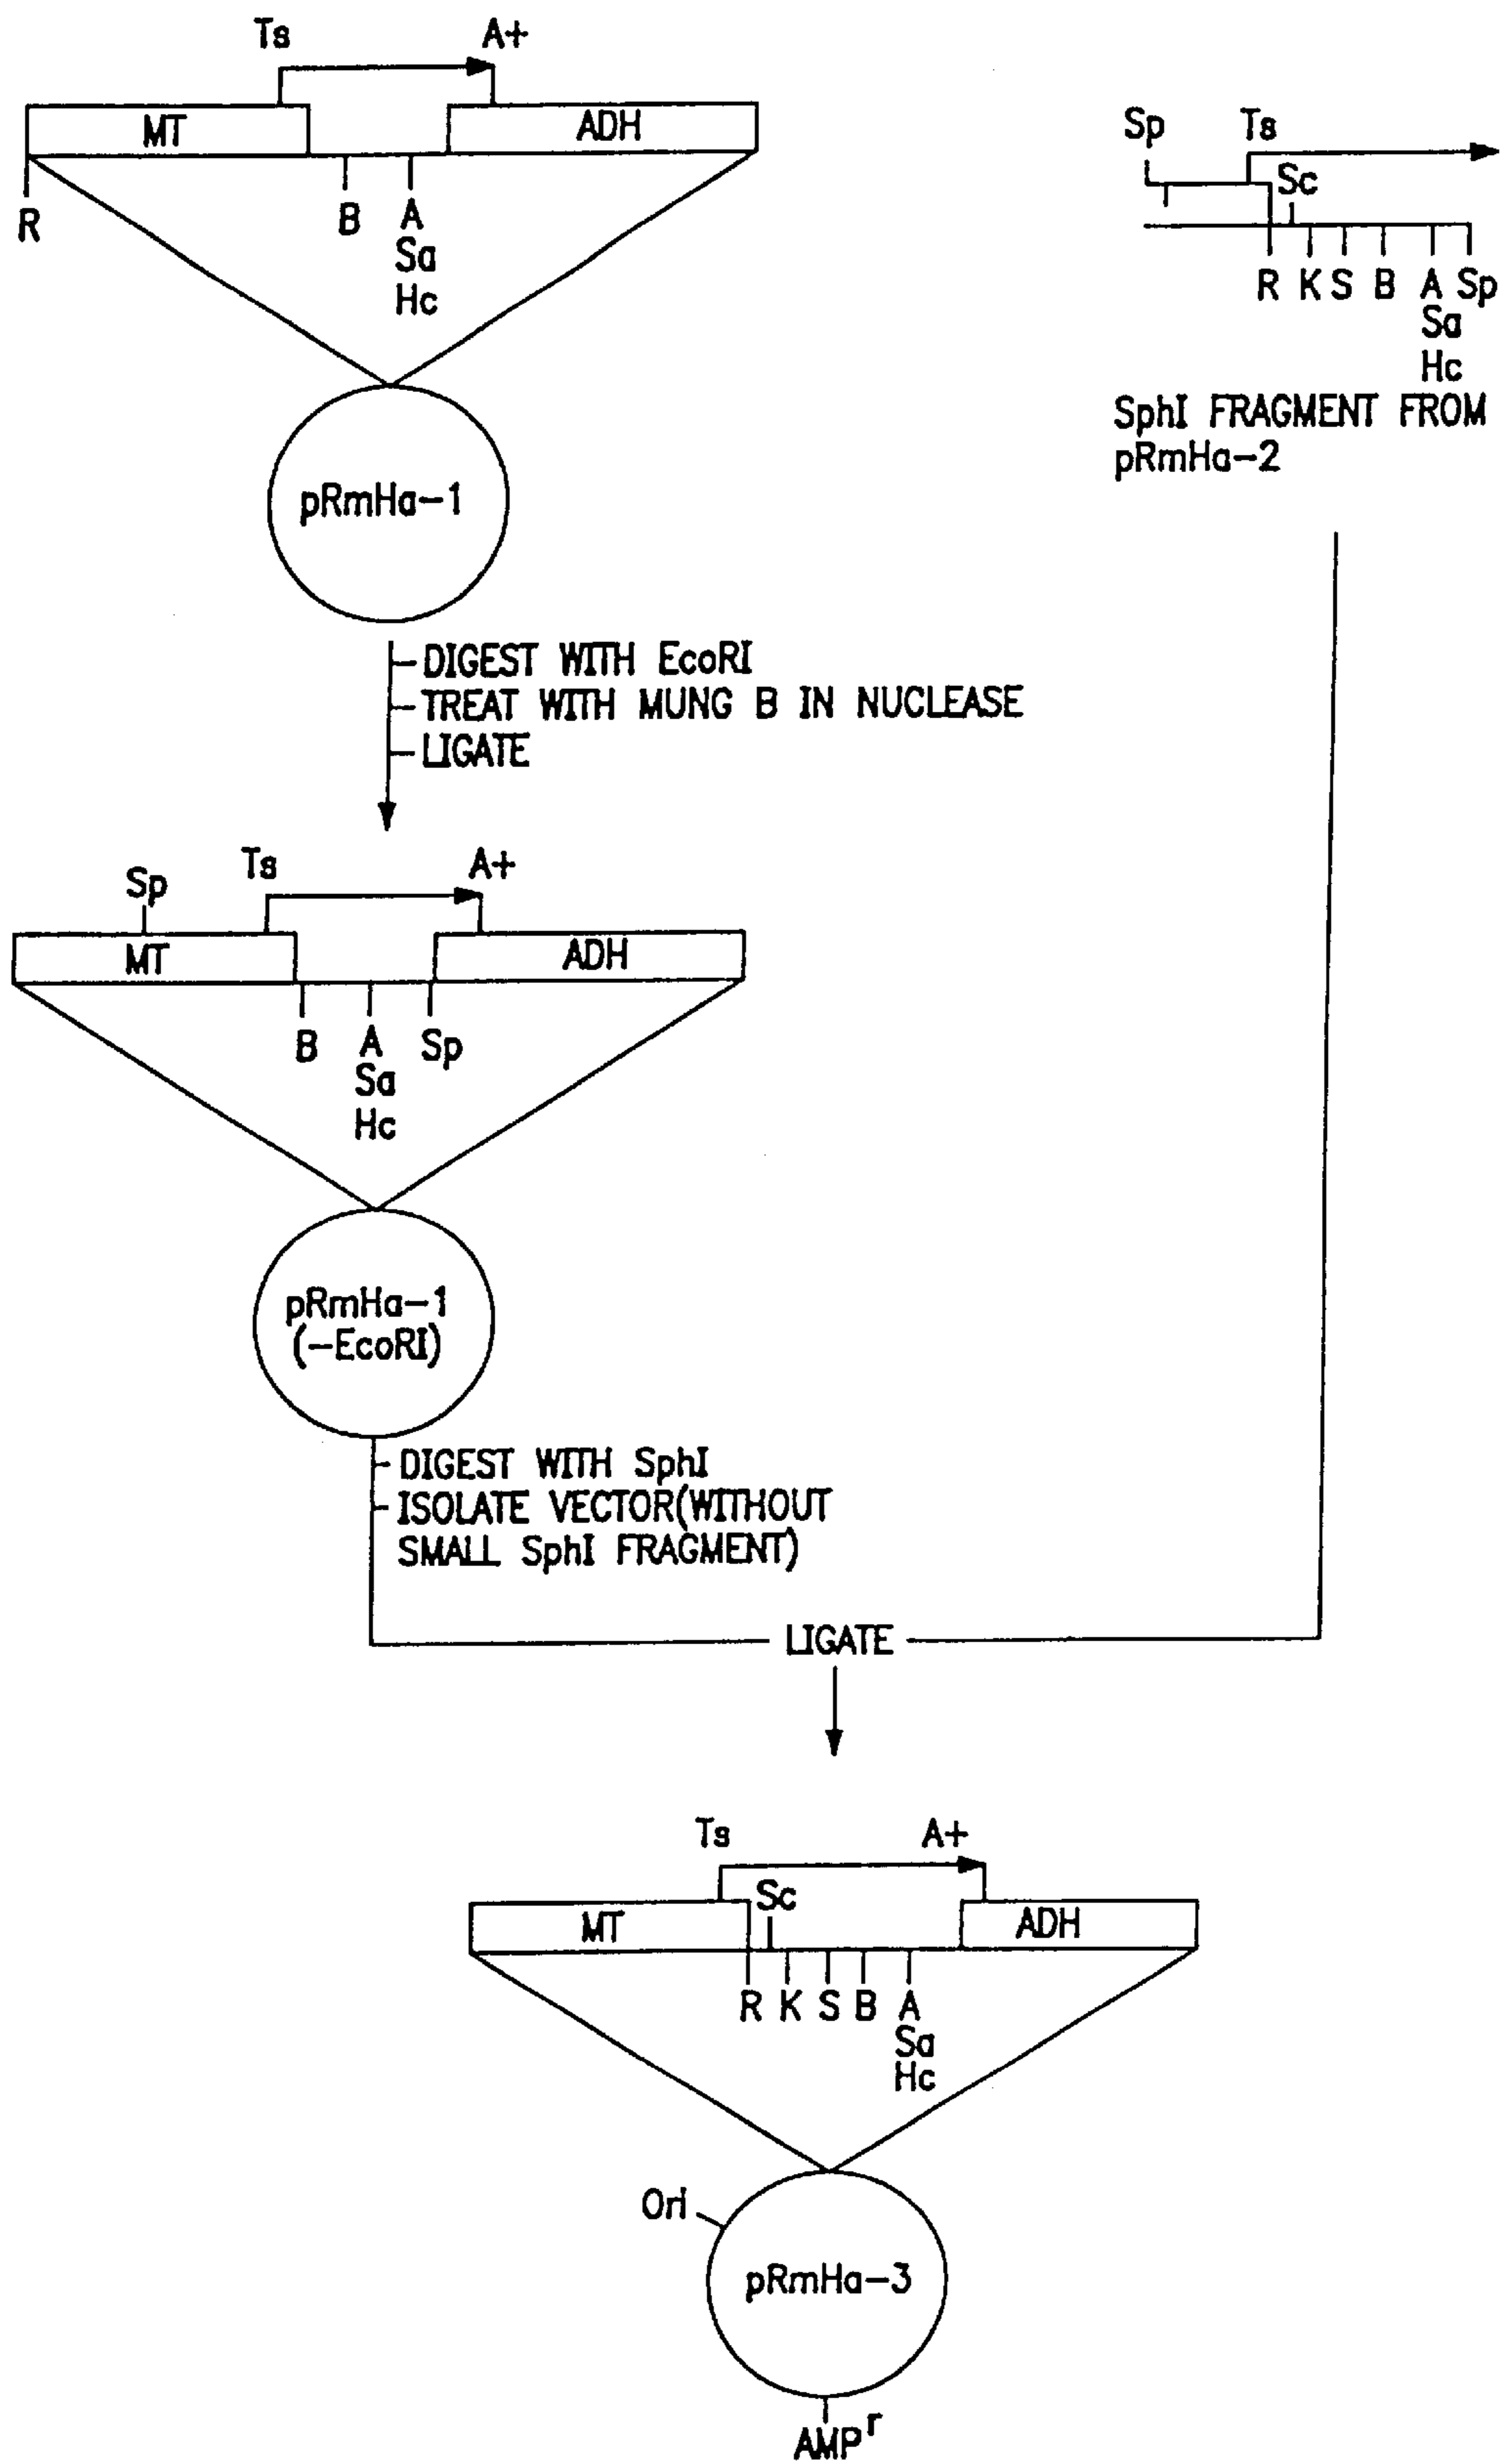 Ts A+
MT ADH
R B A
Sa
Hc
pRmHa-1
Sp Ts
Sc
R K S B A Sp
Sa
Hc
SphI FRAGMENT FROM
pRmHa-2
DIGEST WITH EcoRI
TREAT WITH MUNG B IN NUCLEASE
LIGATE
Sp Ts A+
MT ADH
B A Sp
Sa
Hc
pRmHa-1
(-EcoRI)
DIGEST WITH SphI
ISOLATE VECTOR(WITHOUT
SMALL SphI FRAGMENT)
LIGATE
Ts A+
Sc
MT ADH
R K S B A
Sa
Hc
Ori
pRmHa-3
AMPr